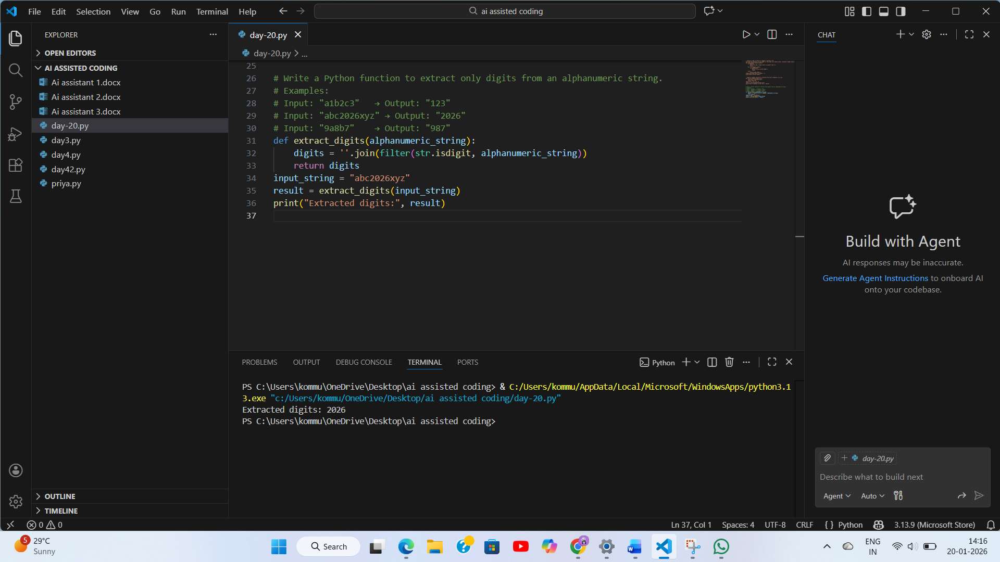 File Edit Selection View Go Run Terminal Help
ai assisted coding
EXPLORER
OPEN EDITORS
AI ASSISTED CODING
Ai assistant 1.docx
Ai assistant 2.docx
Ai assistant 3.docx
day-20.py
day3.py
day4.py
day42.py
priya.py
OUTLINE
TIMELINE
day-20.py
day-20.py > ...
25
26 # Write a Python function to extract only digits from an alphanumeric string.
27 # Examples:
28 # Input: "a1b2c3"   → Output: "123"
29 # Input: "abc2026xyz" → Output: "2026"
30 # Input: "9a8b7"    → Output: "987"
31 def extract_digits(alphanumeric_string):
32     digits = ''.join(filter(str.isdigit, alphanumeric_string))
33     return digits
34 input_string = "abc2026xyz"
35 result = extract_digits(input_string)
36 print("Extracted digits:", result)
37
PROBLEMS OUTPUT DEBUG CONSOLE TERMINAL PORTS
Python
PS C:\Users\kommu\OneDrive\Desktop\ai assisted coding> & C:/Users/kommu/AppData/Local/Microsoft/WindowsApps/python3.1
3.exe "c:/Users/kommu/OneDrive/Desktop/ai assisted coding/day-20.py"
Extracted digits: 2026
PS C:\Users\kommu\OneDrive\Desktop\ai assisted coding>
CHAT
Build with Agent
AI responses may be inaccurate.
Generate Agent Instructions to onboard AI
onto your codebase.
day-20.py
Describe what to build next
Agent Auto
0 0
Ln 37, Col 1 Spaces: 4 UTF-8 CRLF { } Python 3.13.9 (Microsoft Store)
5
29°C
Sunny
Search
ENG
IN
14:16
20-01-2026